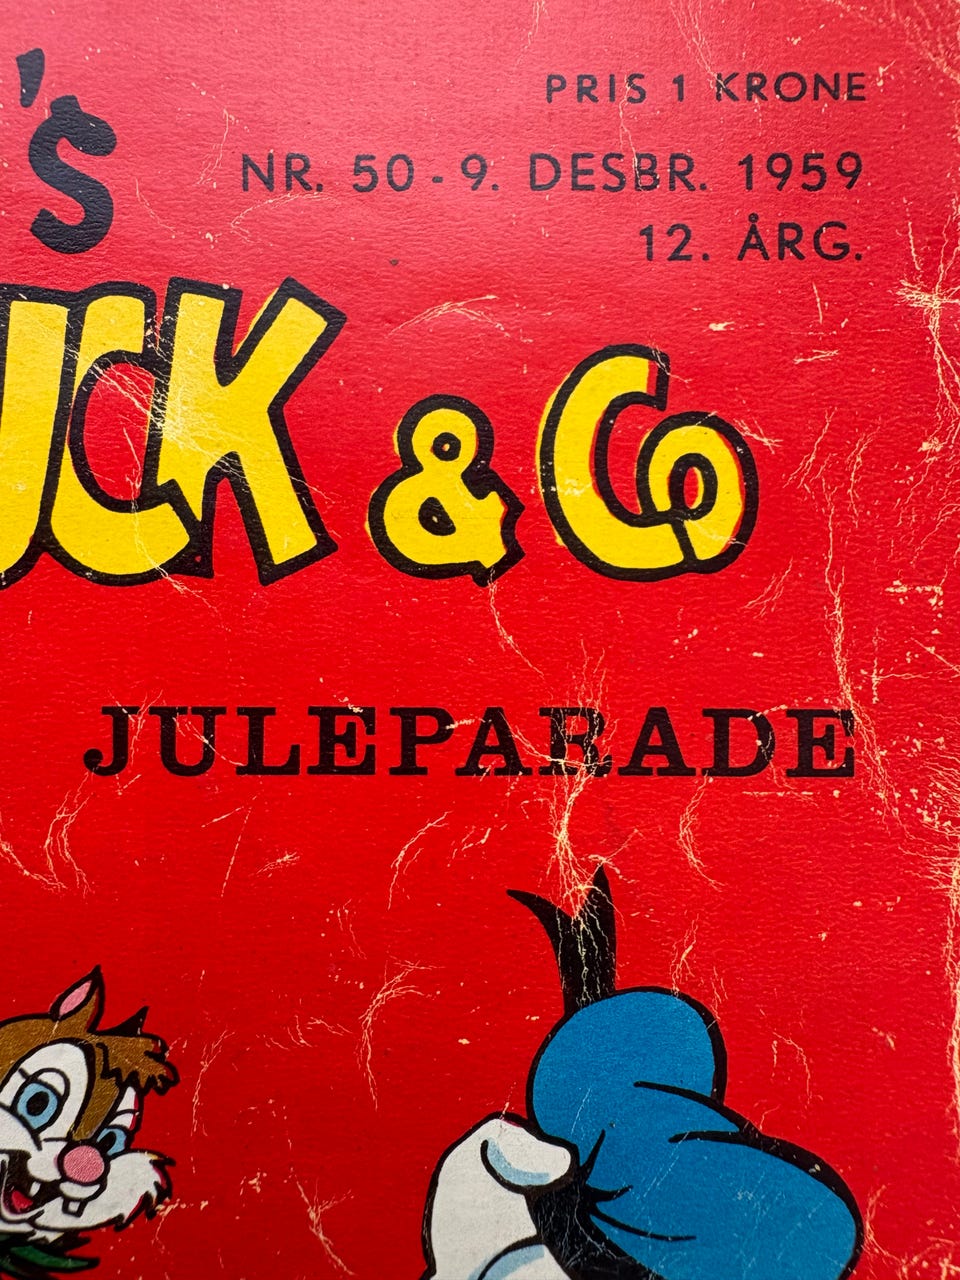 'S
PRIS 1 KRONE
NR. 50 - 9. DESBR. 1959
12. ÅRG.
UCK & Co
JULEPARADE